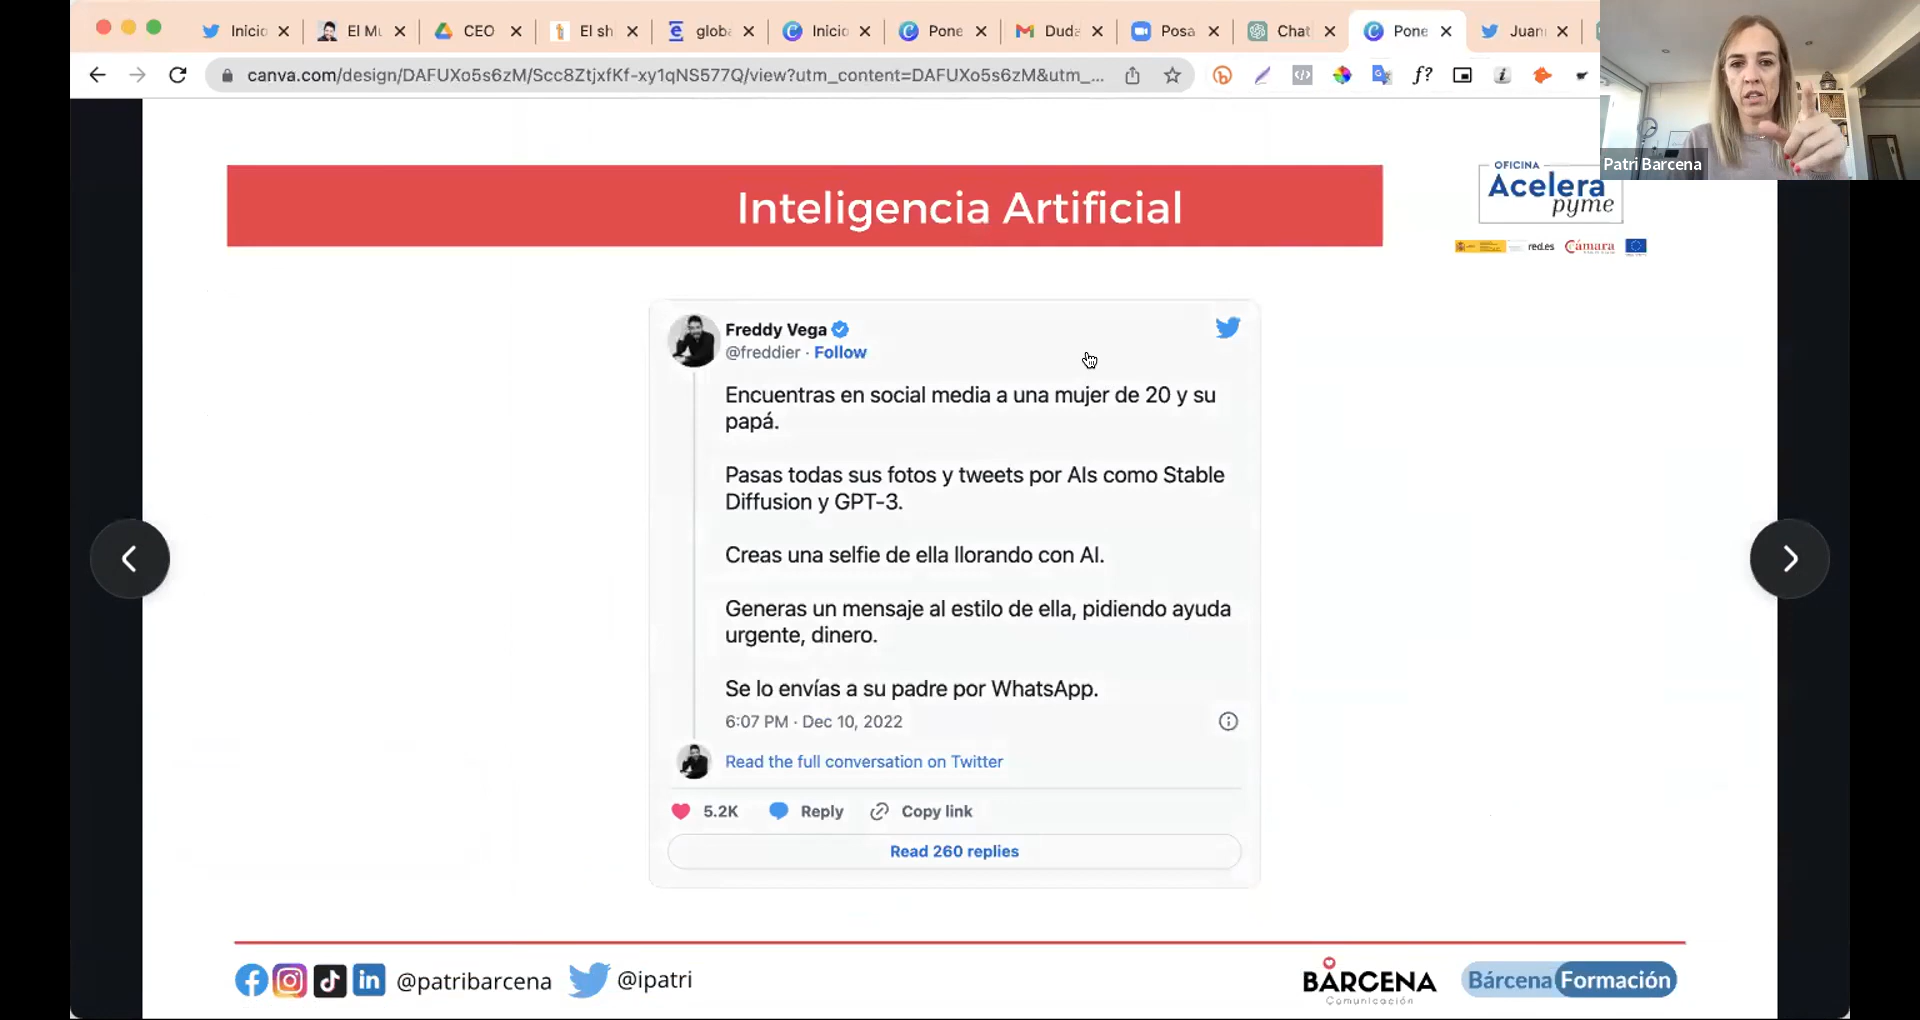 Inicio
El Mu
CEO
El sh
globa
Inicio
Pone
Duda
Posa
Chat
Pone
Juan
canva.com/design/DAFUXo5s6zM/Scc8ZtjxfKf-xy1qNS577Q/view?utm_content=DAFUXo5s6zM&utm_...
f?
Patri Barcena
Inteligencia Artificial
OFICINA
Acelera
pyme
red.es
Cámara
Freddy Vega
@freddier · Follow
Encuentras en social media a una mujer de 20 y su
papá.
Pasas todas sus fotos y tweets por AIs como Stable
Diffusion y GPT-3.
Creas una selfie de ella llorando con AI.
Generas un mensaje al estilo de ella, pidiendo ayuda
urgente, dinero.
Se lo envías a su padre por WhatsApp.
6:07 PM · Dec 10, 2022
Read the full conversation on Twitter
5.2K Reply Copy link
Read 260 replies
@patribarcena
@ipatri
BÁRCENA
Comunicación
Bárcena Formación